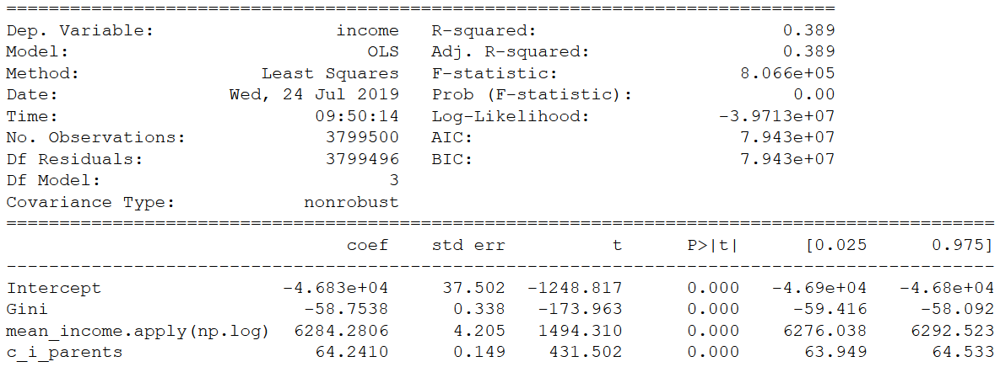 ==============================================================================
Dep. Variable:                 income   R-squared:                       0.389
Model:                            OLS   Adj. R-squared:                  0.389
Method:                 Least Squares   F-statistic:                 8.066e+05
Date:                Wed, 24 Jul 2019   Prob (F-statistic):               0.00
Time:                        09:50:14   Log-Likelihood:            -3.9713e+07
No. Observations:             3799500   AIC:                         7.943e+07
Df Residuals:                 3799496   BIC:                         7.943e+07
Df Model:                           3
Covariance Type:            nonrobust
=============================================================================================
                                coef    std err          t      P>|t|      [0.025      0.975]
---------------------------------------------------------------------------------------------
Intercept                 -4.683e+04     37.502  -1248.817      0.000   -4.69e+04   -4.68e+04
Gini                        -58.7538      0.338   -173.963      0.000     -59.416     -58.092
mean_income.apply(np.log)  6284.2806      4.205   1494.310      0.000    6276.038    6292.523
c_i_parents                  64.2410      0.149    431.502      0.000      63.949      64.533